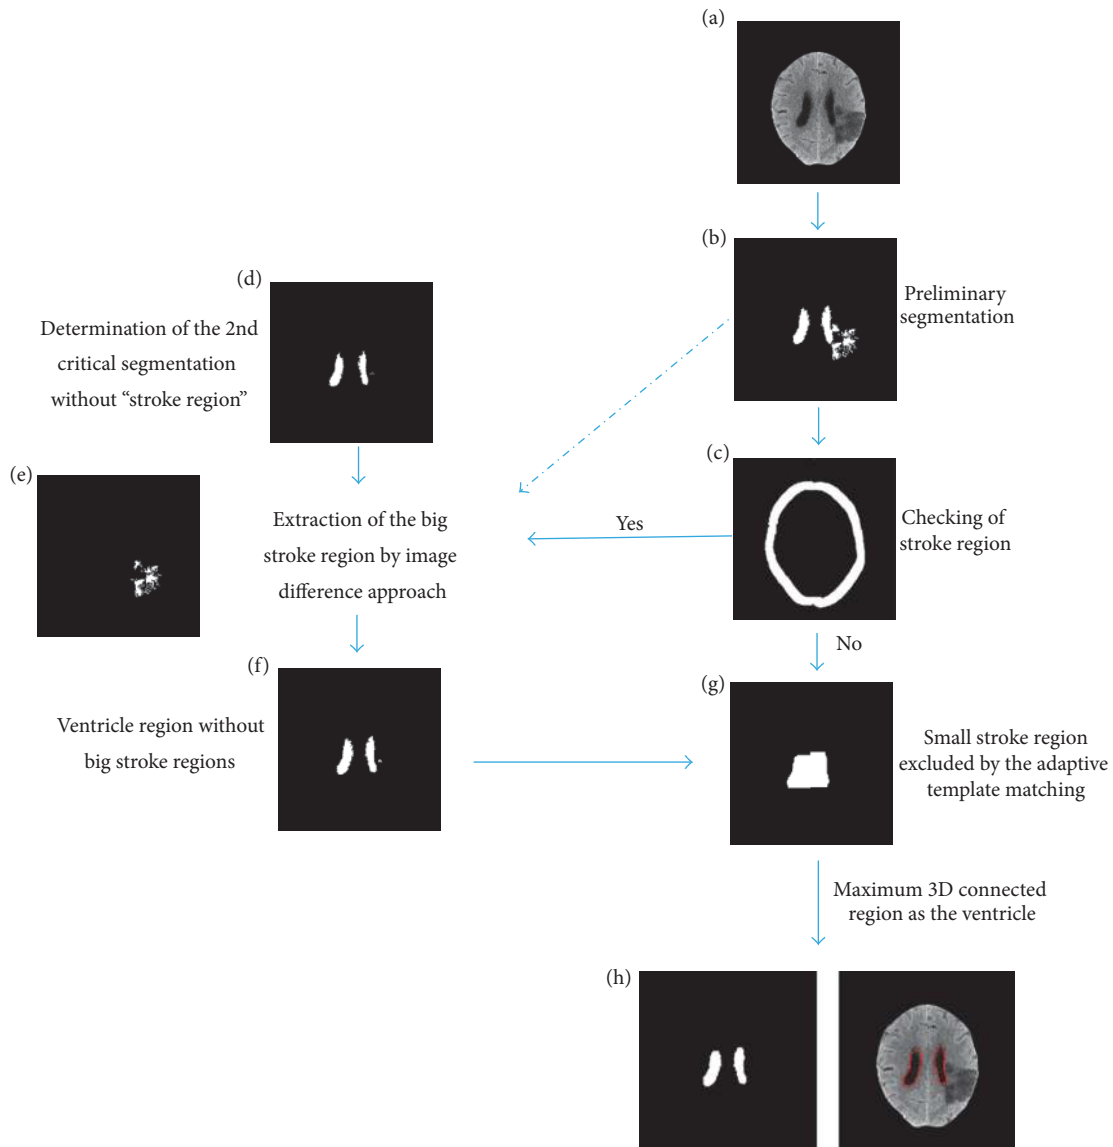 (a)
(b)
Preliminary
segmentation
(d)
Determination of the 2nd
critical segmentation
without “stroke region”
(c)
Checking of
stroke region
(e)
Extraction of the big
stroke region by image
difference approach
Yes
No
(f)
Ventricle region without
big stroke regions
(g)
Small stroke region
excluded by the adaptive
template matching
Maximum 3D connected
region as the ventricle
(h)